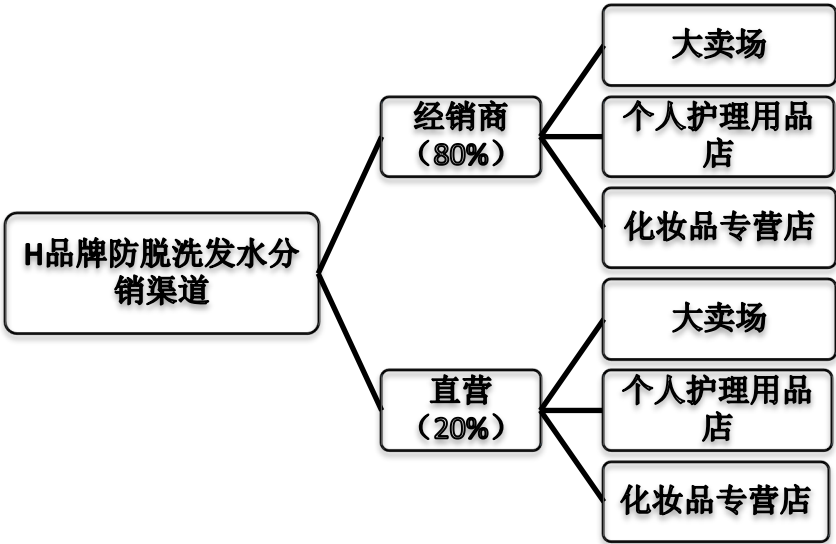 H品牌防脱洗发水分
销渠道
经销商
（80%）
大卖场
个人护理用品
店
化妆品专营店
直营
（20%）
大卖场
个人护理用品
店
化妆品专营店